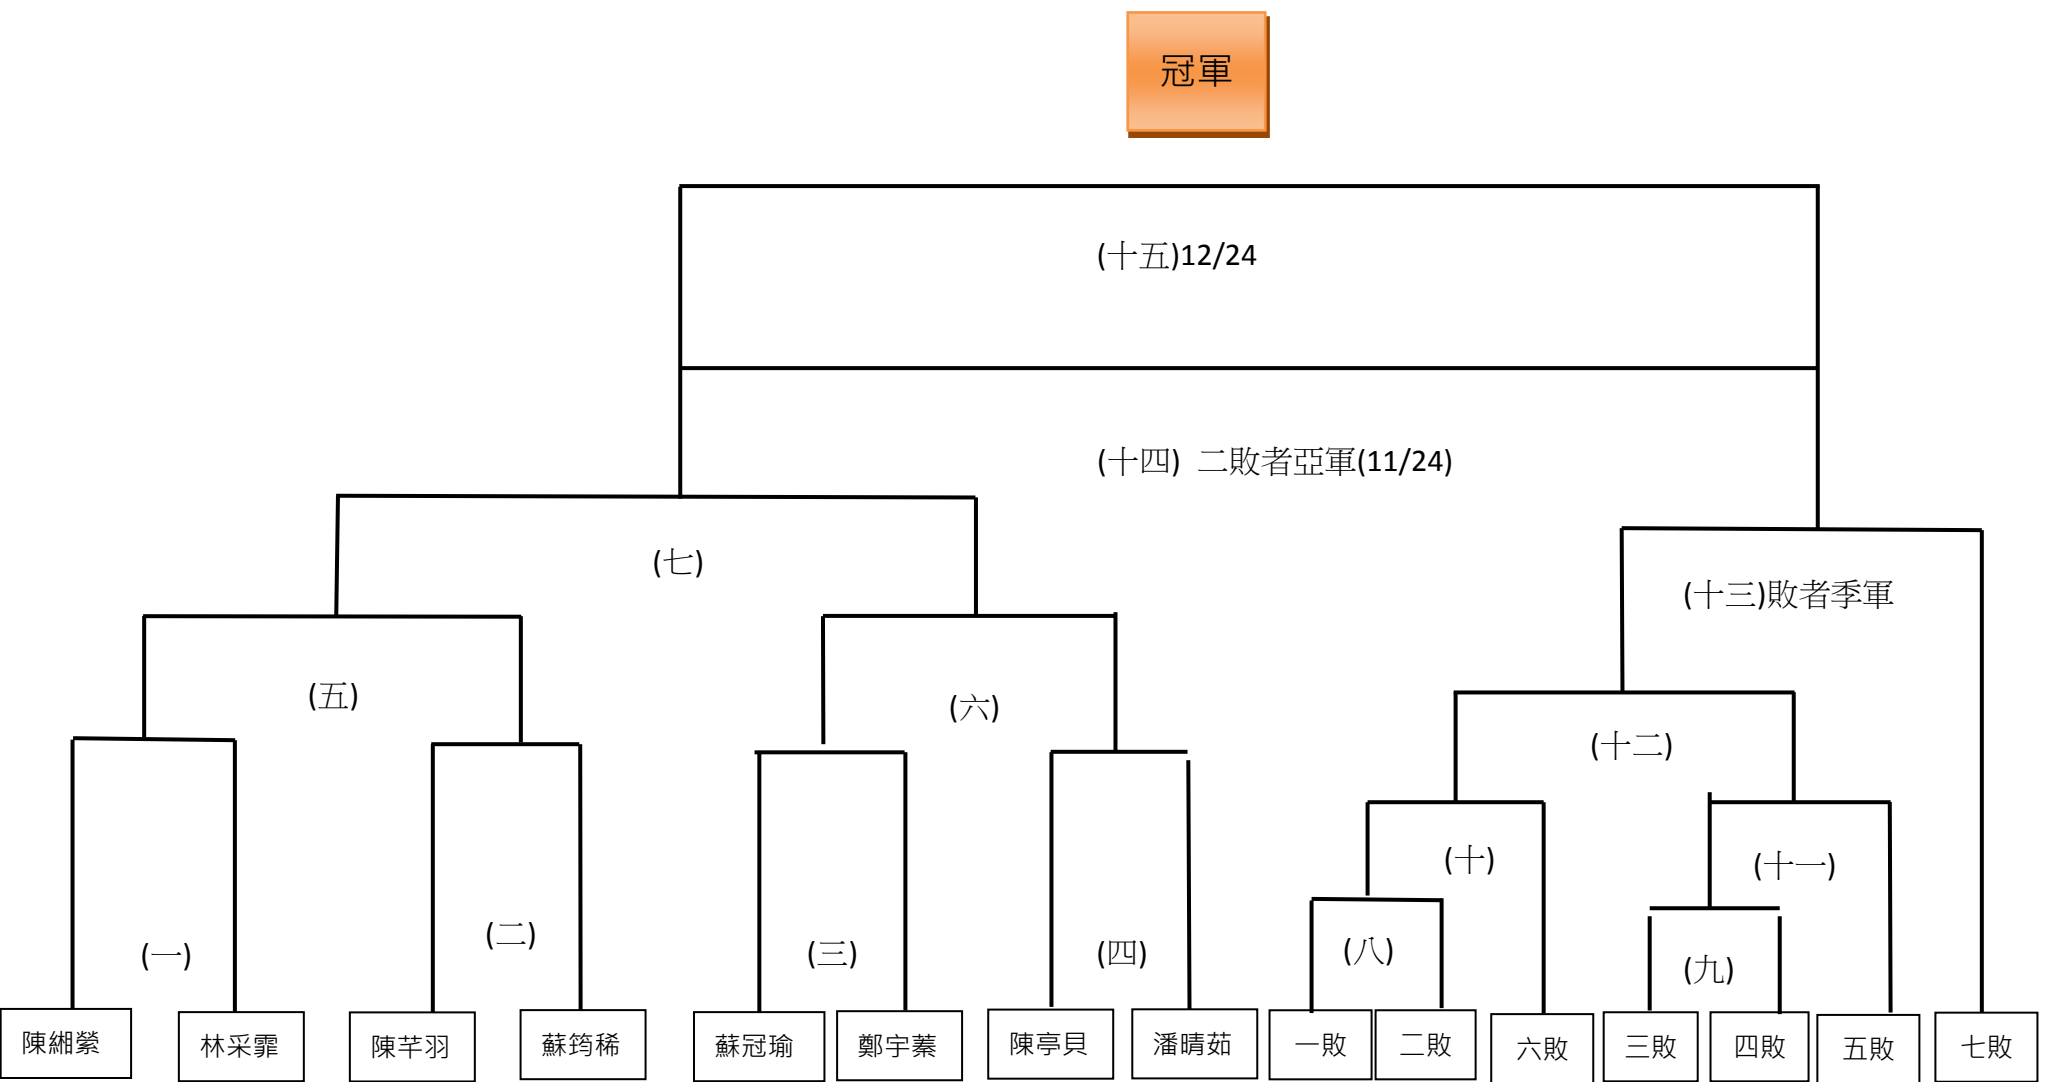 冠軍
(十五)12/24
(十四) 二敗者亞軍(11/24)
(七)
(十三)敗者季軍
(五)
(六)
(十二)
(十)
(十一)
(一)
(二)
(三)
(四)
(八)
(九)
陳緗縈
林采霏
陳芊羽
蘇筠稀
蘇冠瑜
鄭宇蓁
陳亭貝
潘晴茹
一敗
二敗
六敗
三敗
四敗
五敗
七敗